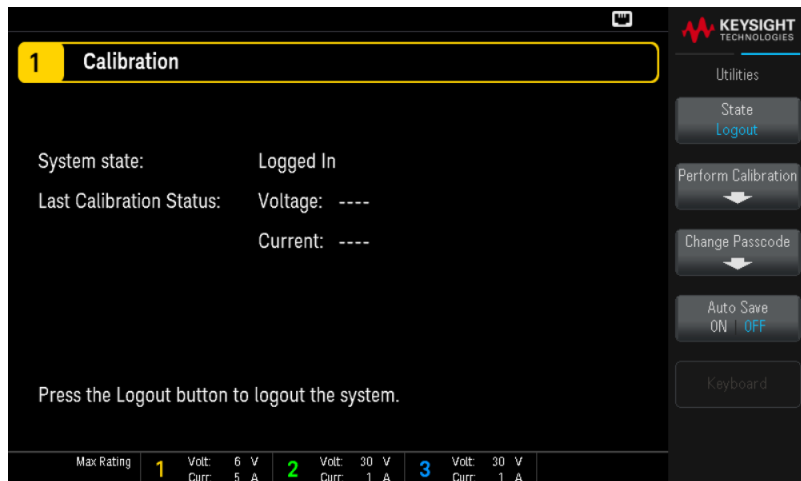 KEYSIGHT
TECHNOLOGIES
1 Calibration
Utilities
State
Logout
System state: Logged In
Last Calibration Status: Voltage: ----
Current: ----
Perform Calibration
Change Passcode
Auto Save
ON | OFF
Keyboard
Press the Logout button to logout the system.
Max Rating 1 Volt: 6 V 2 Volt: 30 V 3 Volt: 30 V
Curr: 5 A Curr: 1 A Curr: 1 A